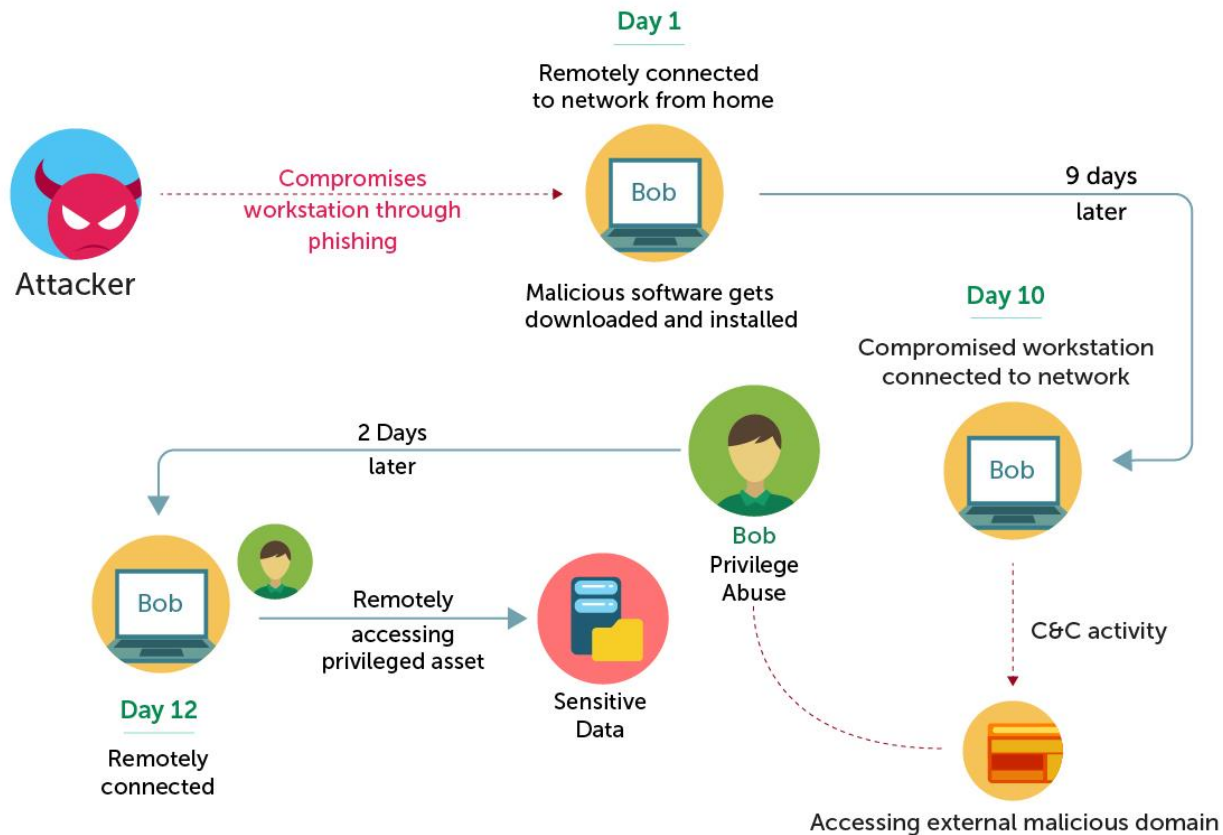 Day 1
Remotely connected
to network from home
Bob
Malicious software gets
downloaded and installed
Compromises
workstation through
phishing
Attacker
9 days
later
Day 10
Compromised workstation
connected to network
Bob
C&C activity
Accessing external malicious domain
Bob
Privilege
Abuse
2 Days
later
Bob
Day 12
Remotely
connected
Remotely
accessing
privileged asset
Sensitive
Data